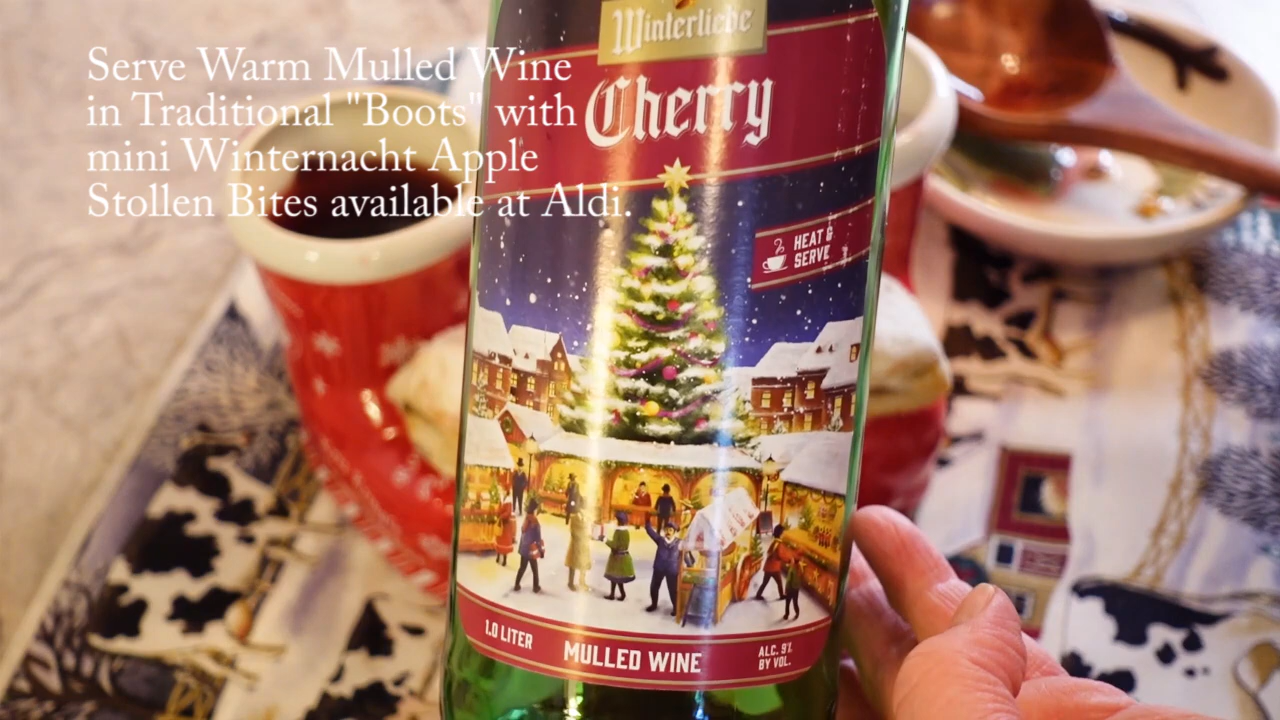 Serve Warm Mulled Wine
in Traditional "Boots" with
mini Winternacht Apple
Stollen Bites available at Aldi.
Winterliebe
Cherry
HEAT &
SERVE
1.0 LITER
MULLED WINE
ALC. 9%
BY VOL.